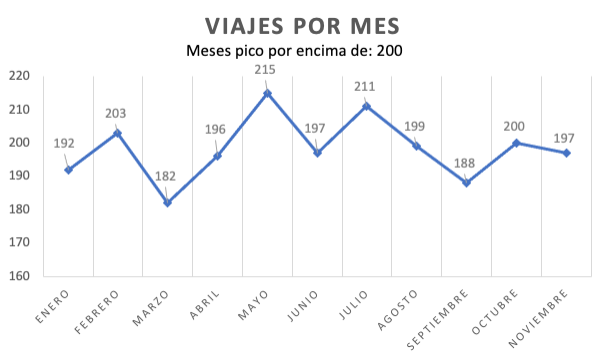 VIAJES POR MES
Meses pico por encima de: 200
220
210
200
190
180
170
160
192
203
182
196
215
197
211
199
188
200
197
ENERO
FEBRERO
MARZO
ABRIL
MAYO
JUNIO
JULIO
AGOSTO
SEPTIEMBRE
OCTUBRE
NOVIEMBRE